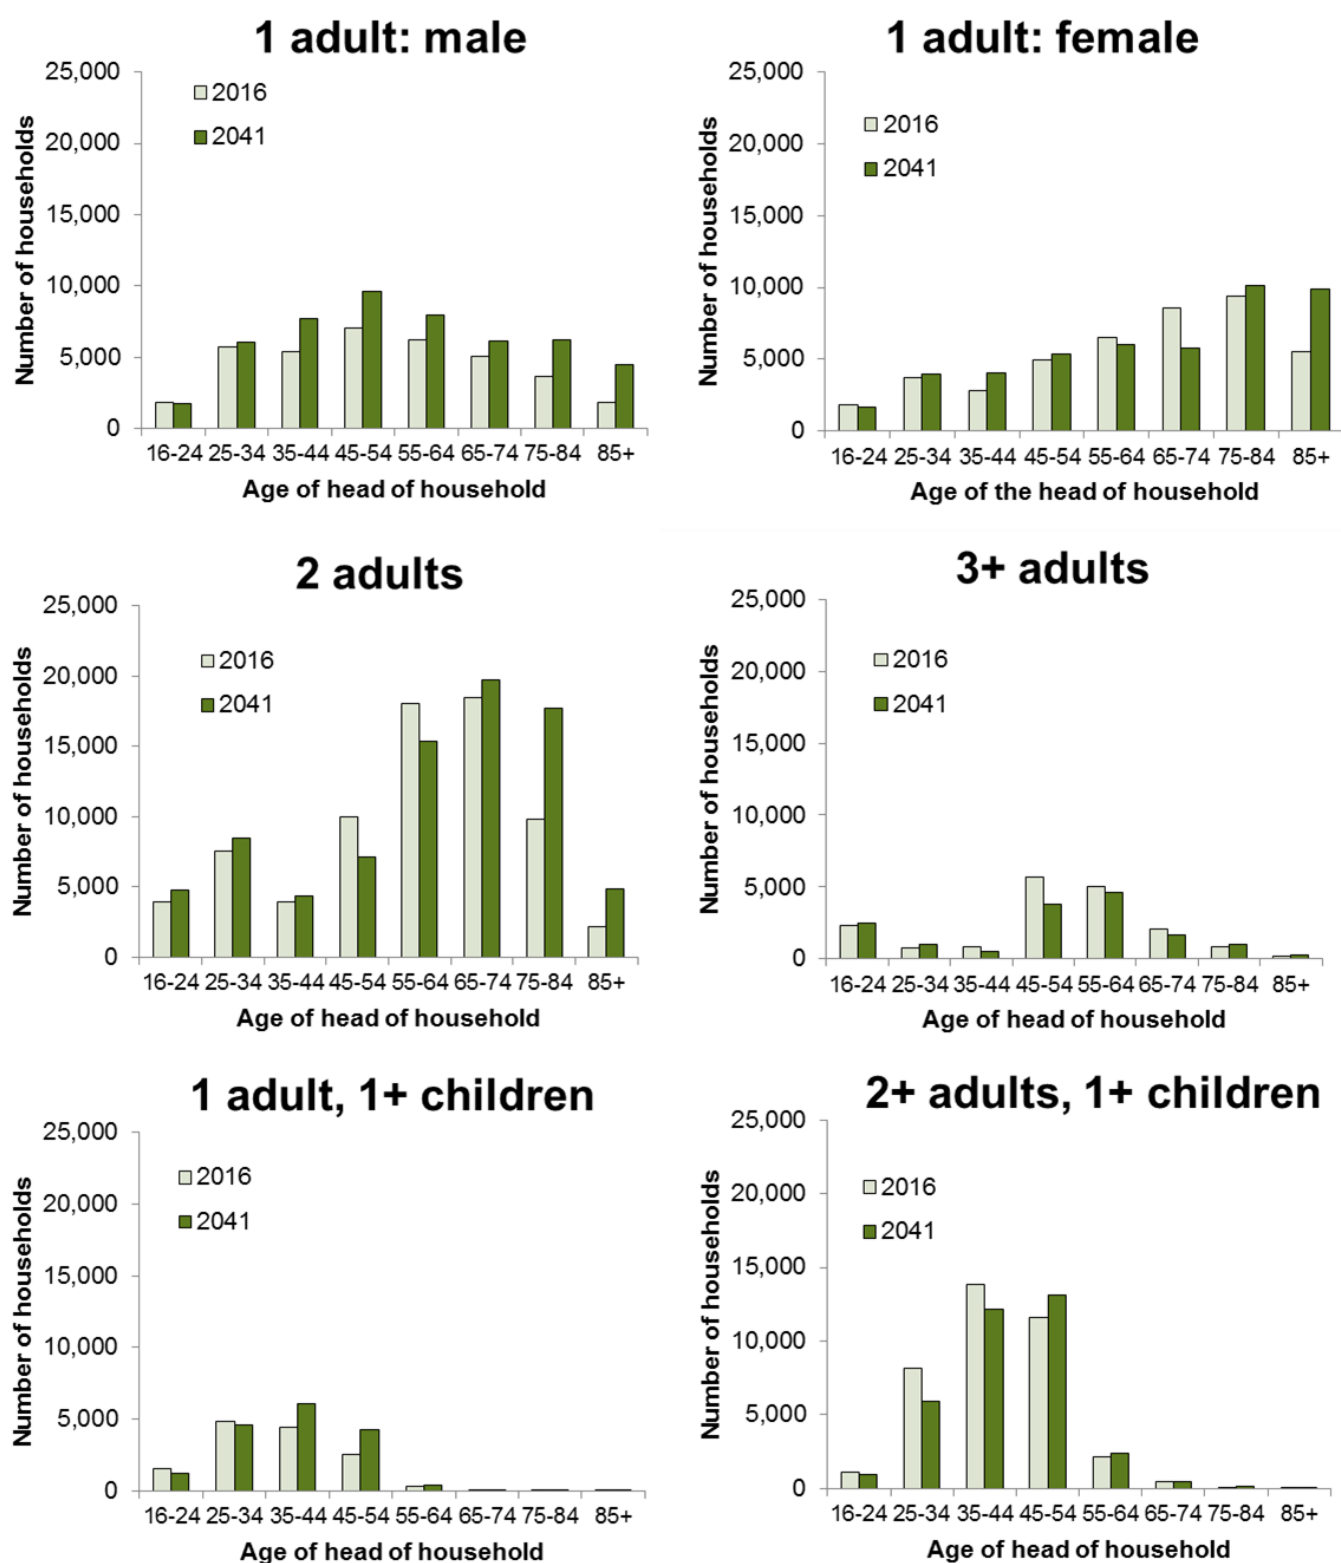 1 adult: male
25,000
20,000
15,000
10,000
5,000
0
Number of households
2016
2041
16-24 25-34 35-44 45-54 55-64 65-74 75-84 85+
Age of head of household
1 adult: female
25,000
20,000
15,000
10,000
5,000
0
Number of households
2016
2041
16-24 25-34 35-44 45-54 55-64 65-74 75-84 85+
Age of the head of household
2 adults
25,000
20,000
15,000
10,000
5,000
0
Number of households
2016
2041
16-24 25-34 35-44 45-54 55-64 65-74 75-84 85+
Age of head of household
3+ adults
25,000
20,000
15,000
10,000
5,000
0
Number of households
2016
2041
16-24 25-34 35-44 45-54 55-64 65-74 75-84 85+
Age of head of household
1 adult, 1+ children
25,000
20,000
15,000
10,000
5,000
0
Number of households
2016
2041
16-24 25-34 35-44 45-54 55-64 65-74 75-84 85+
Age of head of household
2+ adults, 1+ children
25,000
20,000
15,000
10,000
5,000
0
Number of households
2016
2041
16-24 25-34 35-44 45-54 55-64 65-74 75-84 85+
Age of head of household